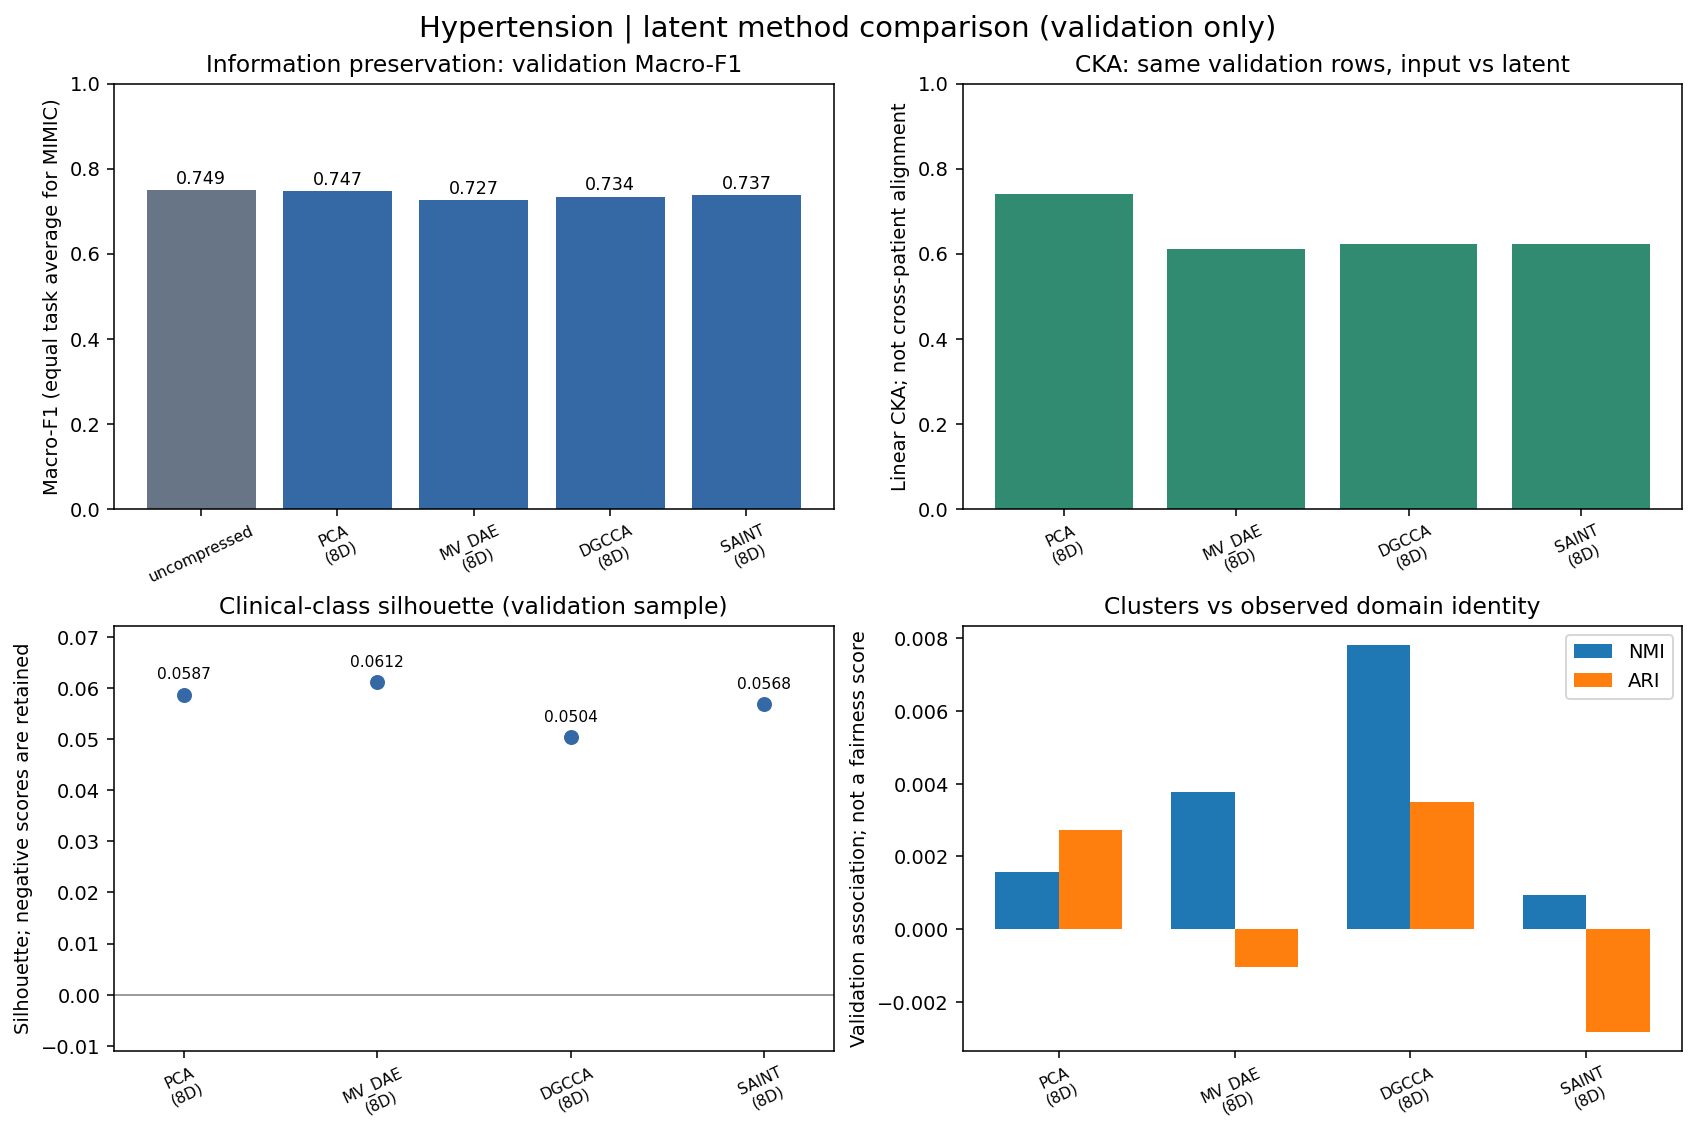 Hypertension | latent method comparison (validation only)
Information preservation: validation Macro-F1
Macro-F1 (equal task average for MIMIC)
1.0
0.8
0.6
0.4
0.2
0.0
0.749
0.747
0.727
0.734
0.737
uncompressed
PCA
(8D)
MV_DAE
(8D)
DGCCA
(8D)
SAINT
(8D)
CKA: same validation rows, input vs latent
Linear CKA; not cross-patient alignment
1.0
0.8
0.6
0.4
0.2
0.0
PCA
(8D)
MV_DAE
(8D)
DGCCA
(8D)
SAINT
(8D)
Clinical-class silhouette (validation sample)
Silhouette; negative scores are retained
0.07
0.06
0.05
0.04
0.03
0.02
0.01
0.00
−0.01
0.0587
0.0612
0.0504
0.0568
PCA
(8D)
MV_DAE
(8D)
DGCCA
(8D)
SAINT
(8D)
Clusters vs observed domain identity
Validation association; not a fairness score
0.008
0.006
0.004
0.002
0.000
−0.002
NMI
ARI
PCA
(8D)
MV_DAE
(8D)
DGCCA
(8D)
SAINT
(8D)